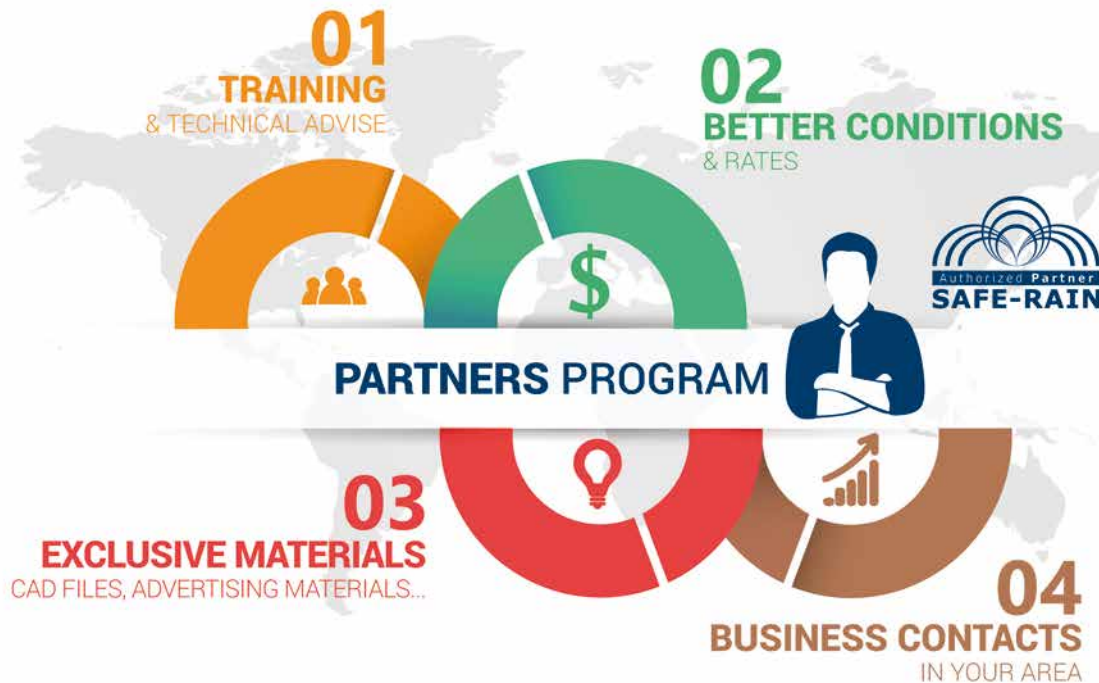 01
TRAINING
& TECHNICAL ADVISE
02
BETTER CONDITIONS
& RATES
$
Authorized Partner
SAFE-RAIN
PARTNERS PROGRAM
03
EXCLUSIVE MATERIALS
CAD FILES, ADVERTISING MATERIALS...
04
BUSINESS CONTACTS
IN YOUR AREA